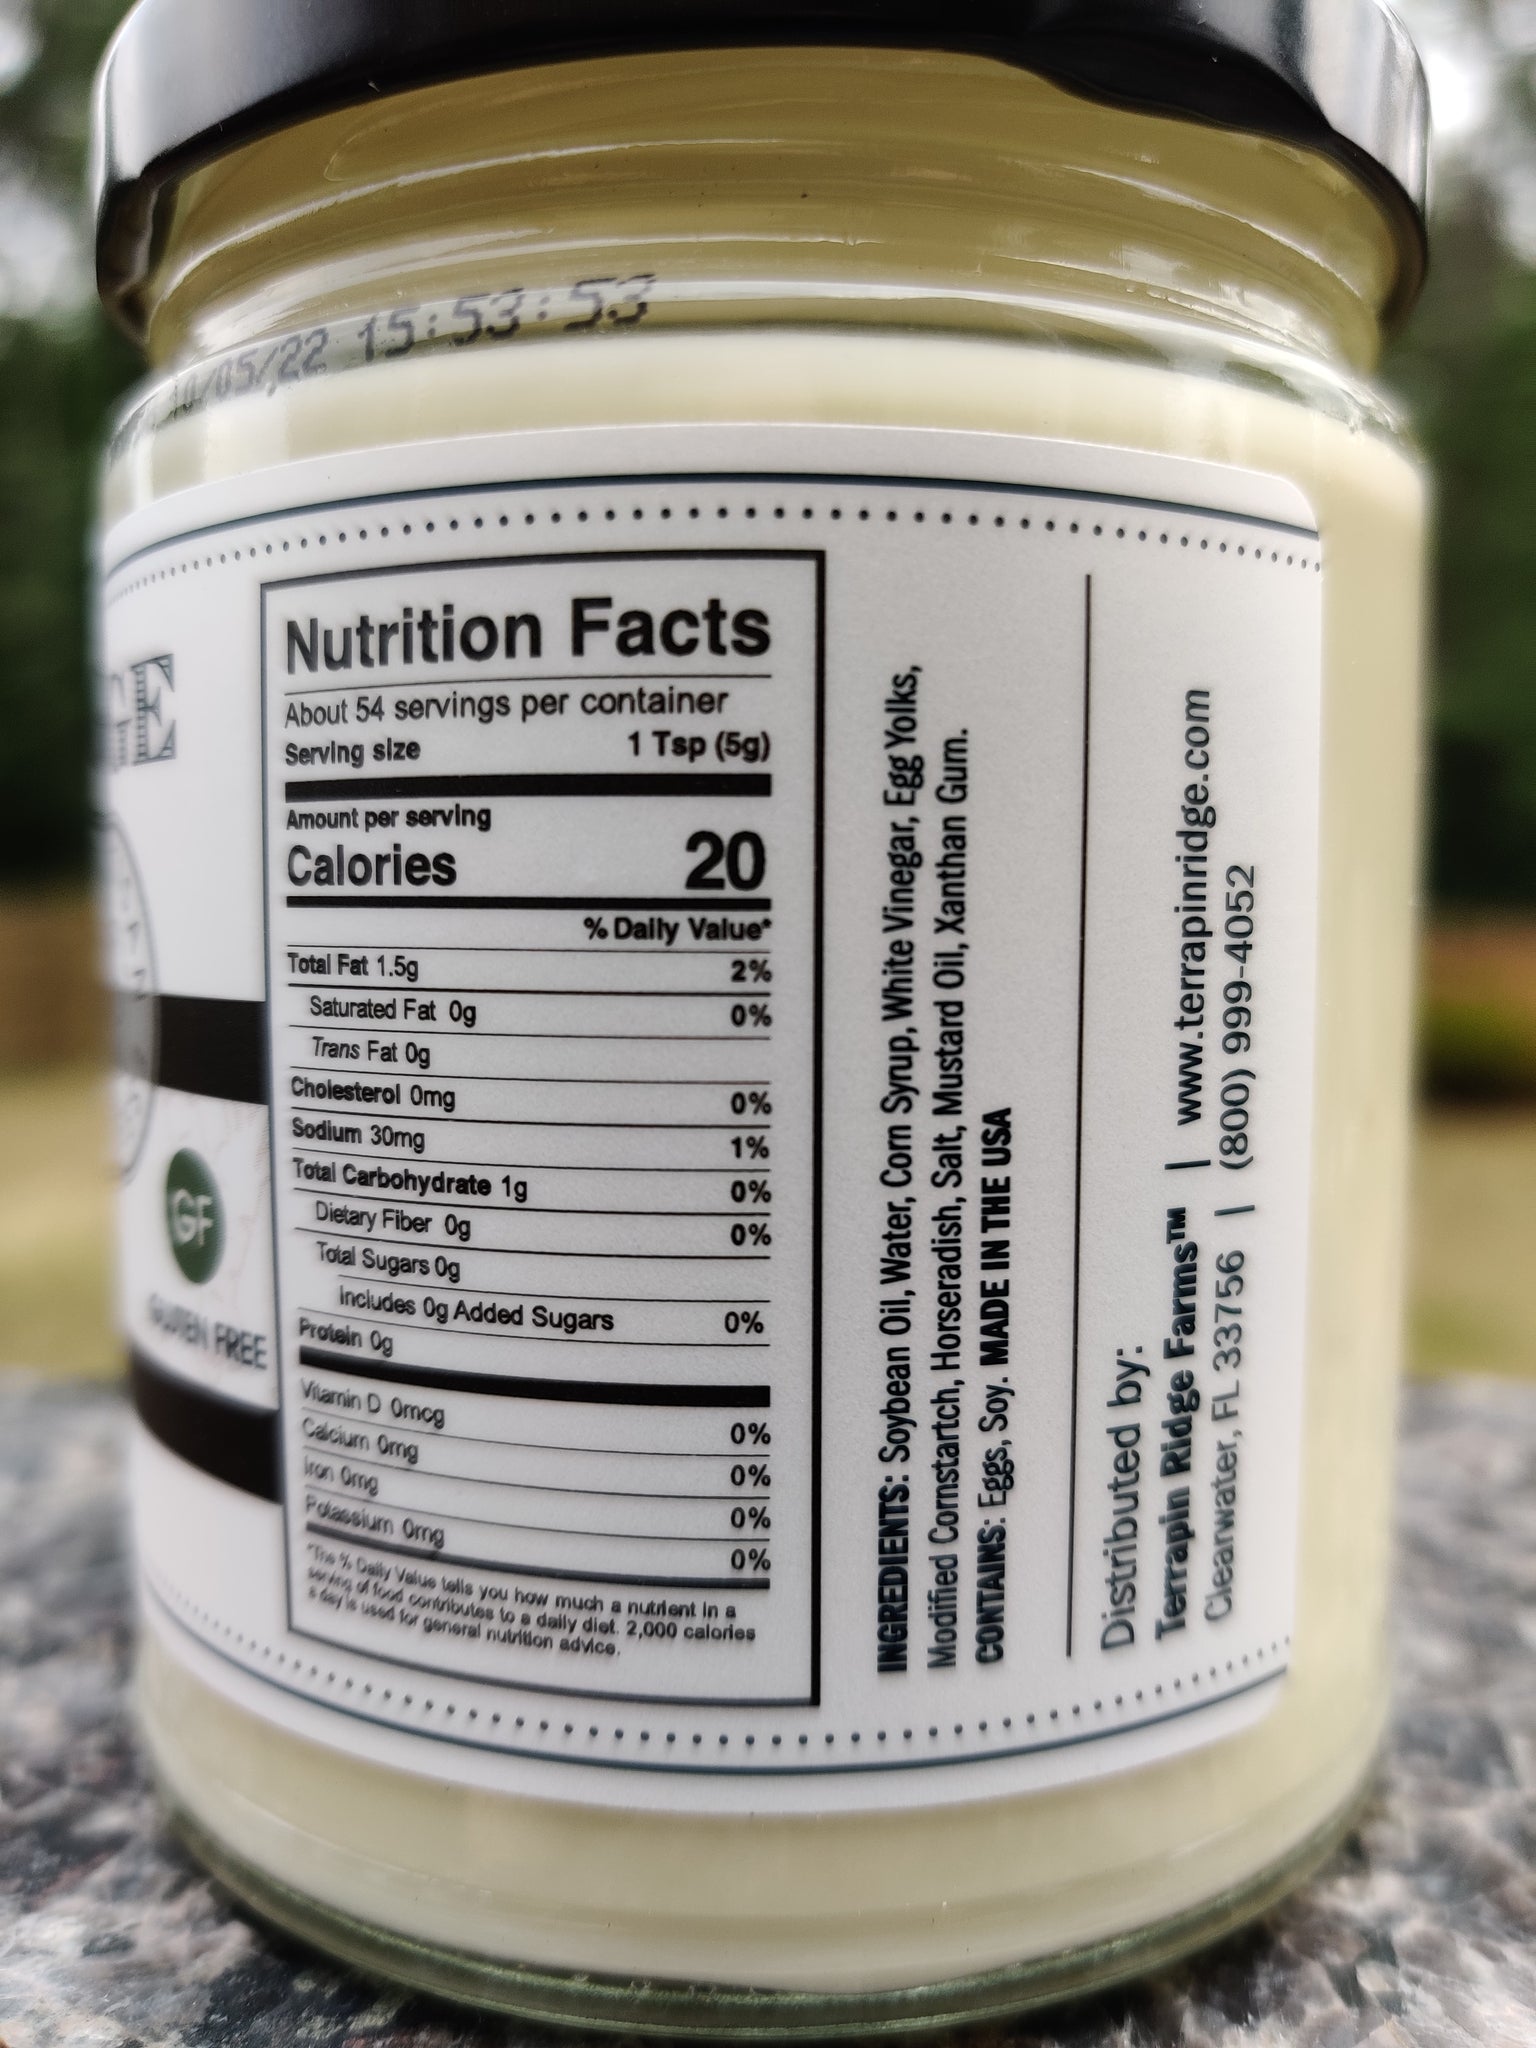 10/05/22 15:53:53
GE
GF
GLUTEN FREE
Nutrition Facts
About 54 servings per container
Serving size 1 Tsp (5g)
Amount per serving
Calories 20
% Daily Value*
Total Fat 1.5g 2%
Saturated Fat 0g 0%
Trans Fat 0g
Cholesterol 0mg 0%
Sodium 30mg 1%
Total Carbohydrate 1g 0%
Dietary Fiber 0g 0%
Total Sugars 0g
Includes 0g Added Sugars 0%
Protein 0g
Vitamin D 0mcg 0%
Calcium 0mg 0%
Iron 0mg 0%
Potassium 0mg 0%
*The % Daily Value tells you how much a nutrient in a
serving of food contributes to a daily diet. 2,000 calories
a day is used for general nutrition advice.
INGREDIENTS: Soybean Oil, Water, Corn Syrup, White Vinegar, Egg Yolks,
Modified Cornstartch, Horseradish, Salt, Mustard Oil, Xanthan Gum.
CONTAINS: Eggs, Soy. MADE IN THE USA
Distributed by:
Terrapin Ridge Farms™ | www.terrapinridge.com
Clearwater, FL 33756 | (800) 999-4052